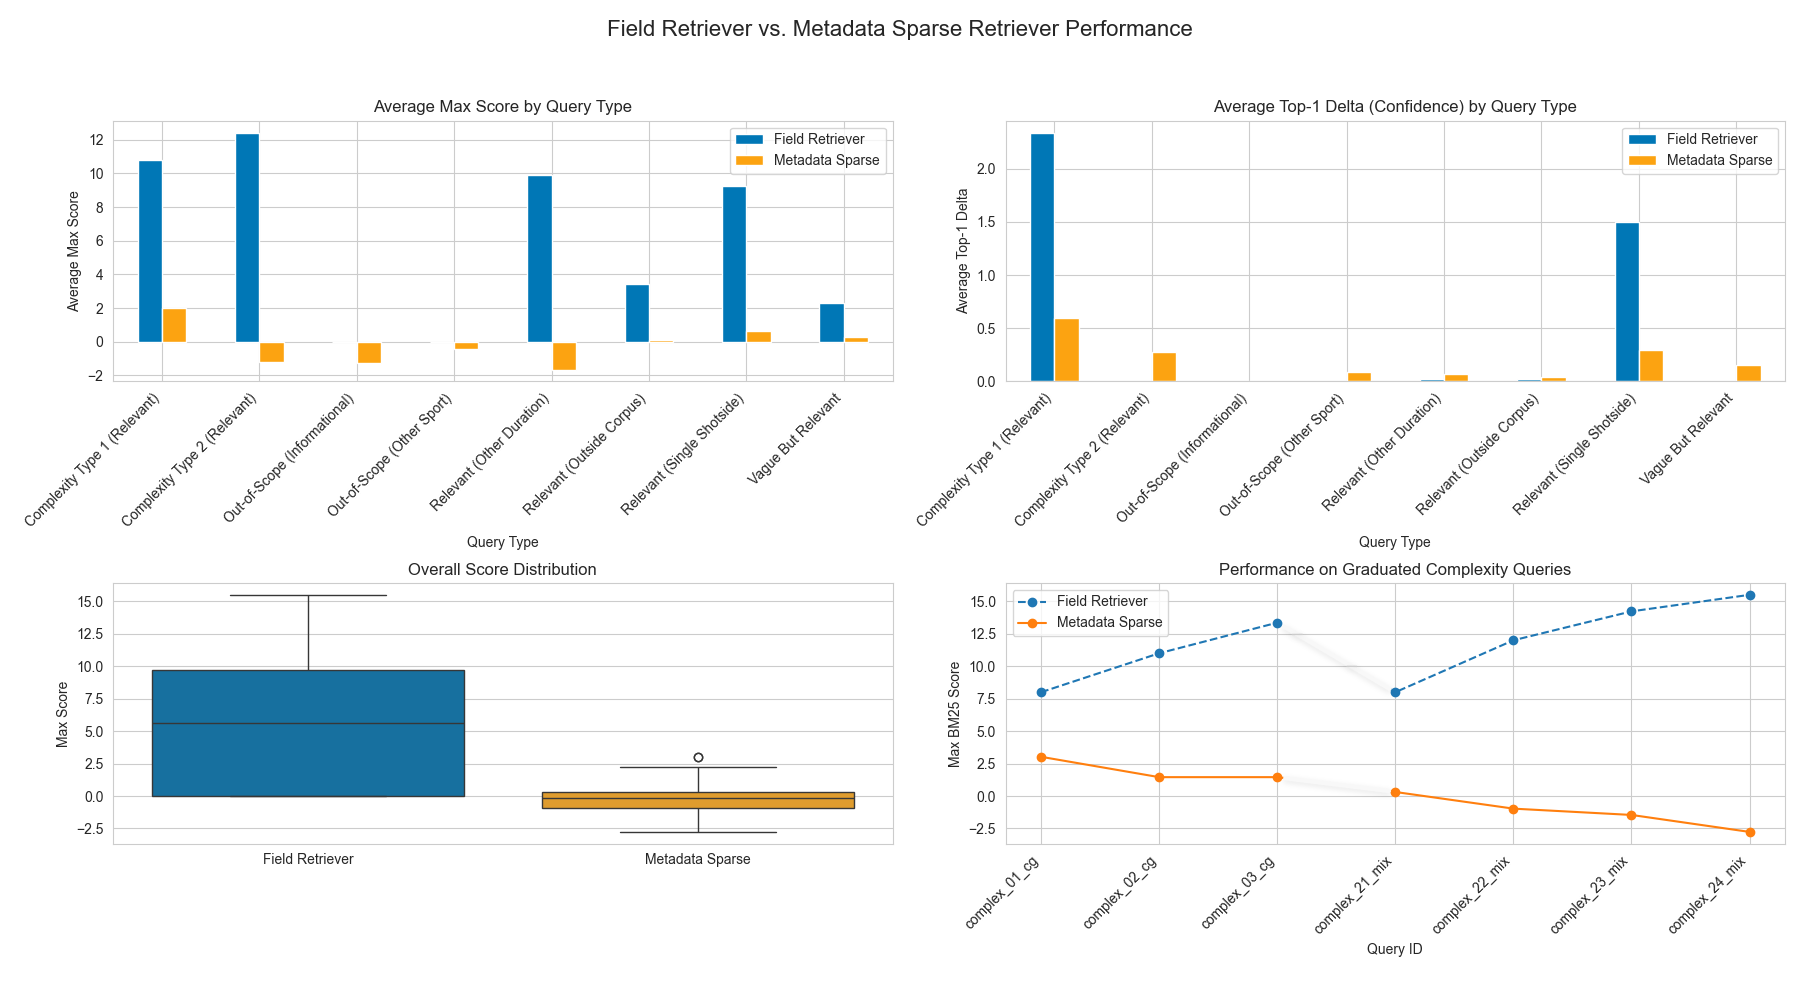 Field Retriever vs. Metadata Sparse Retriever Performance
Average Max Score by Query Type
Average Max Score
12
10
8
6
4
2
0
−2
Field Retriever
Metadata Sparse
Complexity Type 1 (Relevant)
Complexity Type 2 (Relevant)
Out-of-Scope (Informational)
Out-of-Scope (Other Sport)
Relevant (Other Duration)
Relevant (Outside Corpus)
Relevant (Single Shotside)
Vague But Relevant
Query Type
Average Top-1 Delta (Confidence) by Query Type
Average Top-1 Delta
2.0
1.5
1.0
0.5
0.0
Field Retriever
Metadata Sparse
Complexity Type 1 (Relevant)
Complexity Type 2 (Relevant)
Out-of-Scope (Informational)
Out-of-Scope (Other Sport)
Relevant (Other Duration)
Relevant (Outside Corpus)
Relevant (Single Shotside)
Vague But Relevant
Query Type
Overall Score Distribution
Max Score
15.0
12.5
10.0
7.5
5.0
2.5
0.0
−2.5
Field Retriever
Metadata Sparse
Performance on Graduated Complexity Queries
Max BM25 Score
15.0
12.5
10.0
7.5
5.0
2.5
0.0
−2.5
Field Retriever
Metadata Sparse
complex_01_cg
complex_02_cg
complex_03_cg
complex_21_mix
complex_22_mix
complex_23_mix
complex_24_mix
Query ID